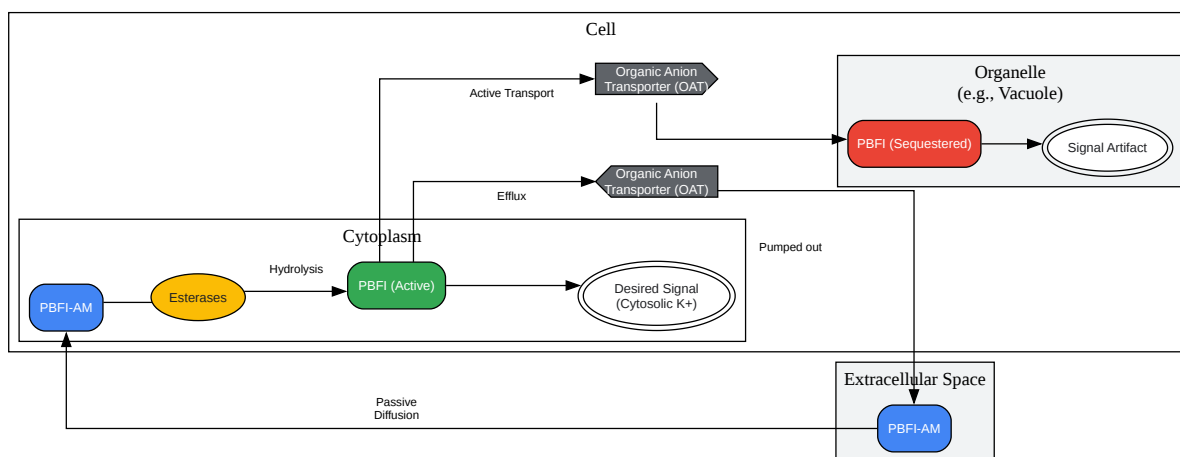 Cell
Organic Anion
Transporter (OAT)
Active Transport
Organelle
(e.g., Vacuole)
PBFI (Sequestered)
Signal Artifact
Organic Anion
Transporter (OAT)
Efflux
Cytoplasm
Pumped out
Hydrolysis
PBFI-AM
Esterases
PBFI (Active)
Desired Signal
(Cytosolic K+)
Extracellular Space
Passive
Diffusion
PBFI-AM